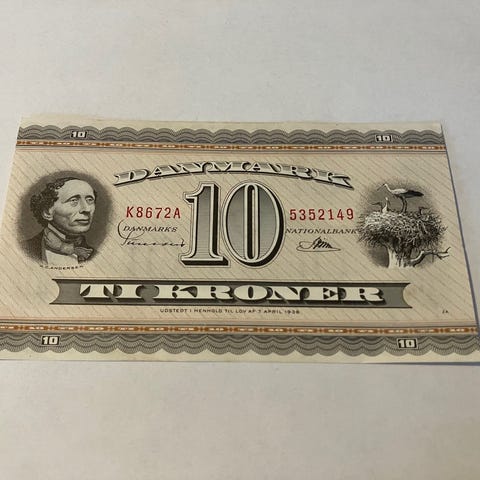 10 10
DANMARK
K8672A 10 5352149
DANMARKS NATIONALBANK
H.C. ANDERSEN
TI KRONER
UDSTEDT I HENHOLD TIL LOV AF 7 APRIL 1936
10 10